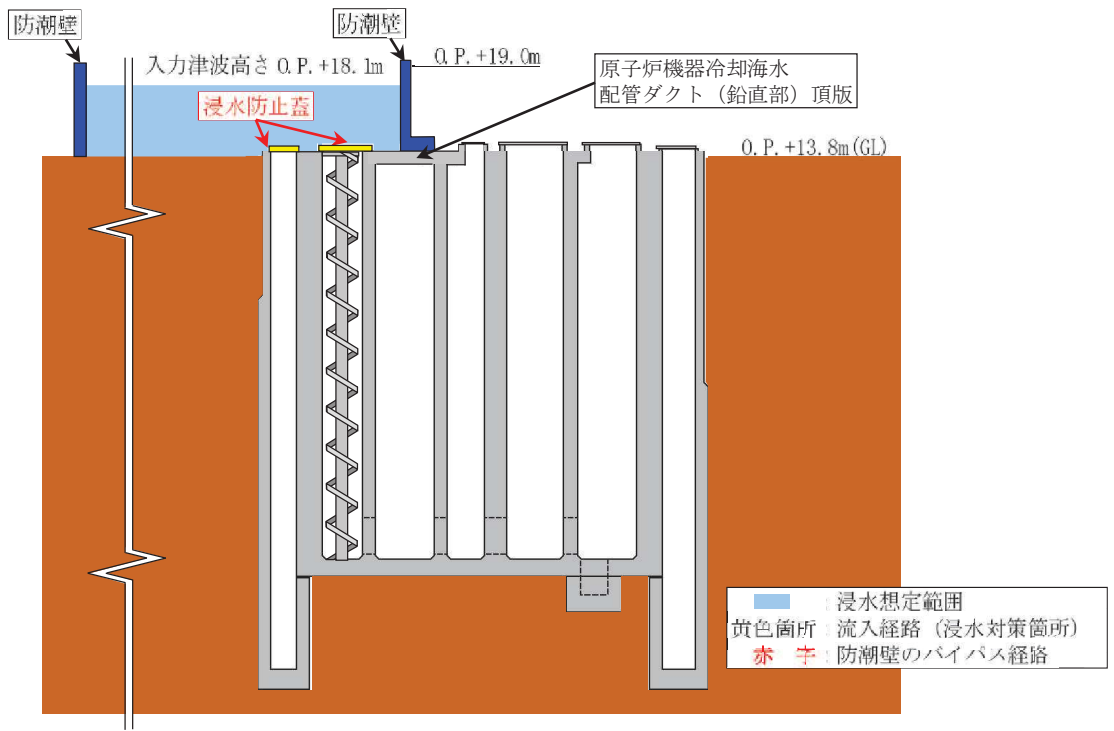 防潮壁
防潮壁
O.P.+19.0m
入力津波高さ O.P.+18.1m
原子炉機器冷却海水
配管ダクト（鉛直部）頂版
浸水防止蓋
O.P.+13.8m(GL)
：浸水想定範囲
黄色箇所：流入経路（浸水対策箇所）
赤　字：防潮壁のバイパス経路